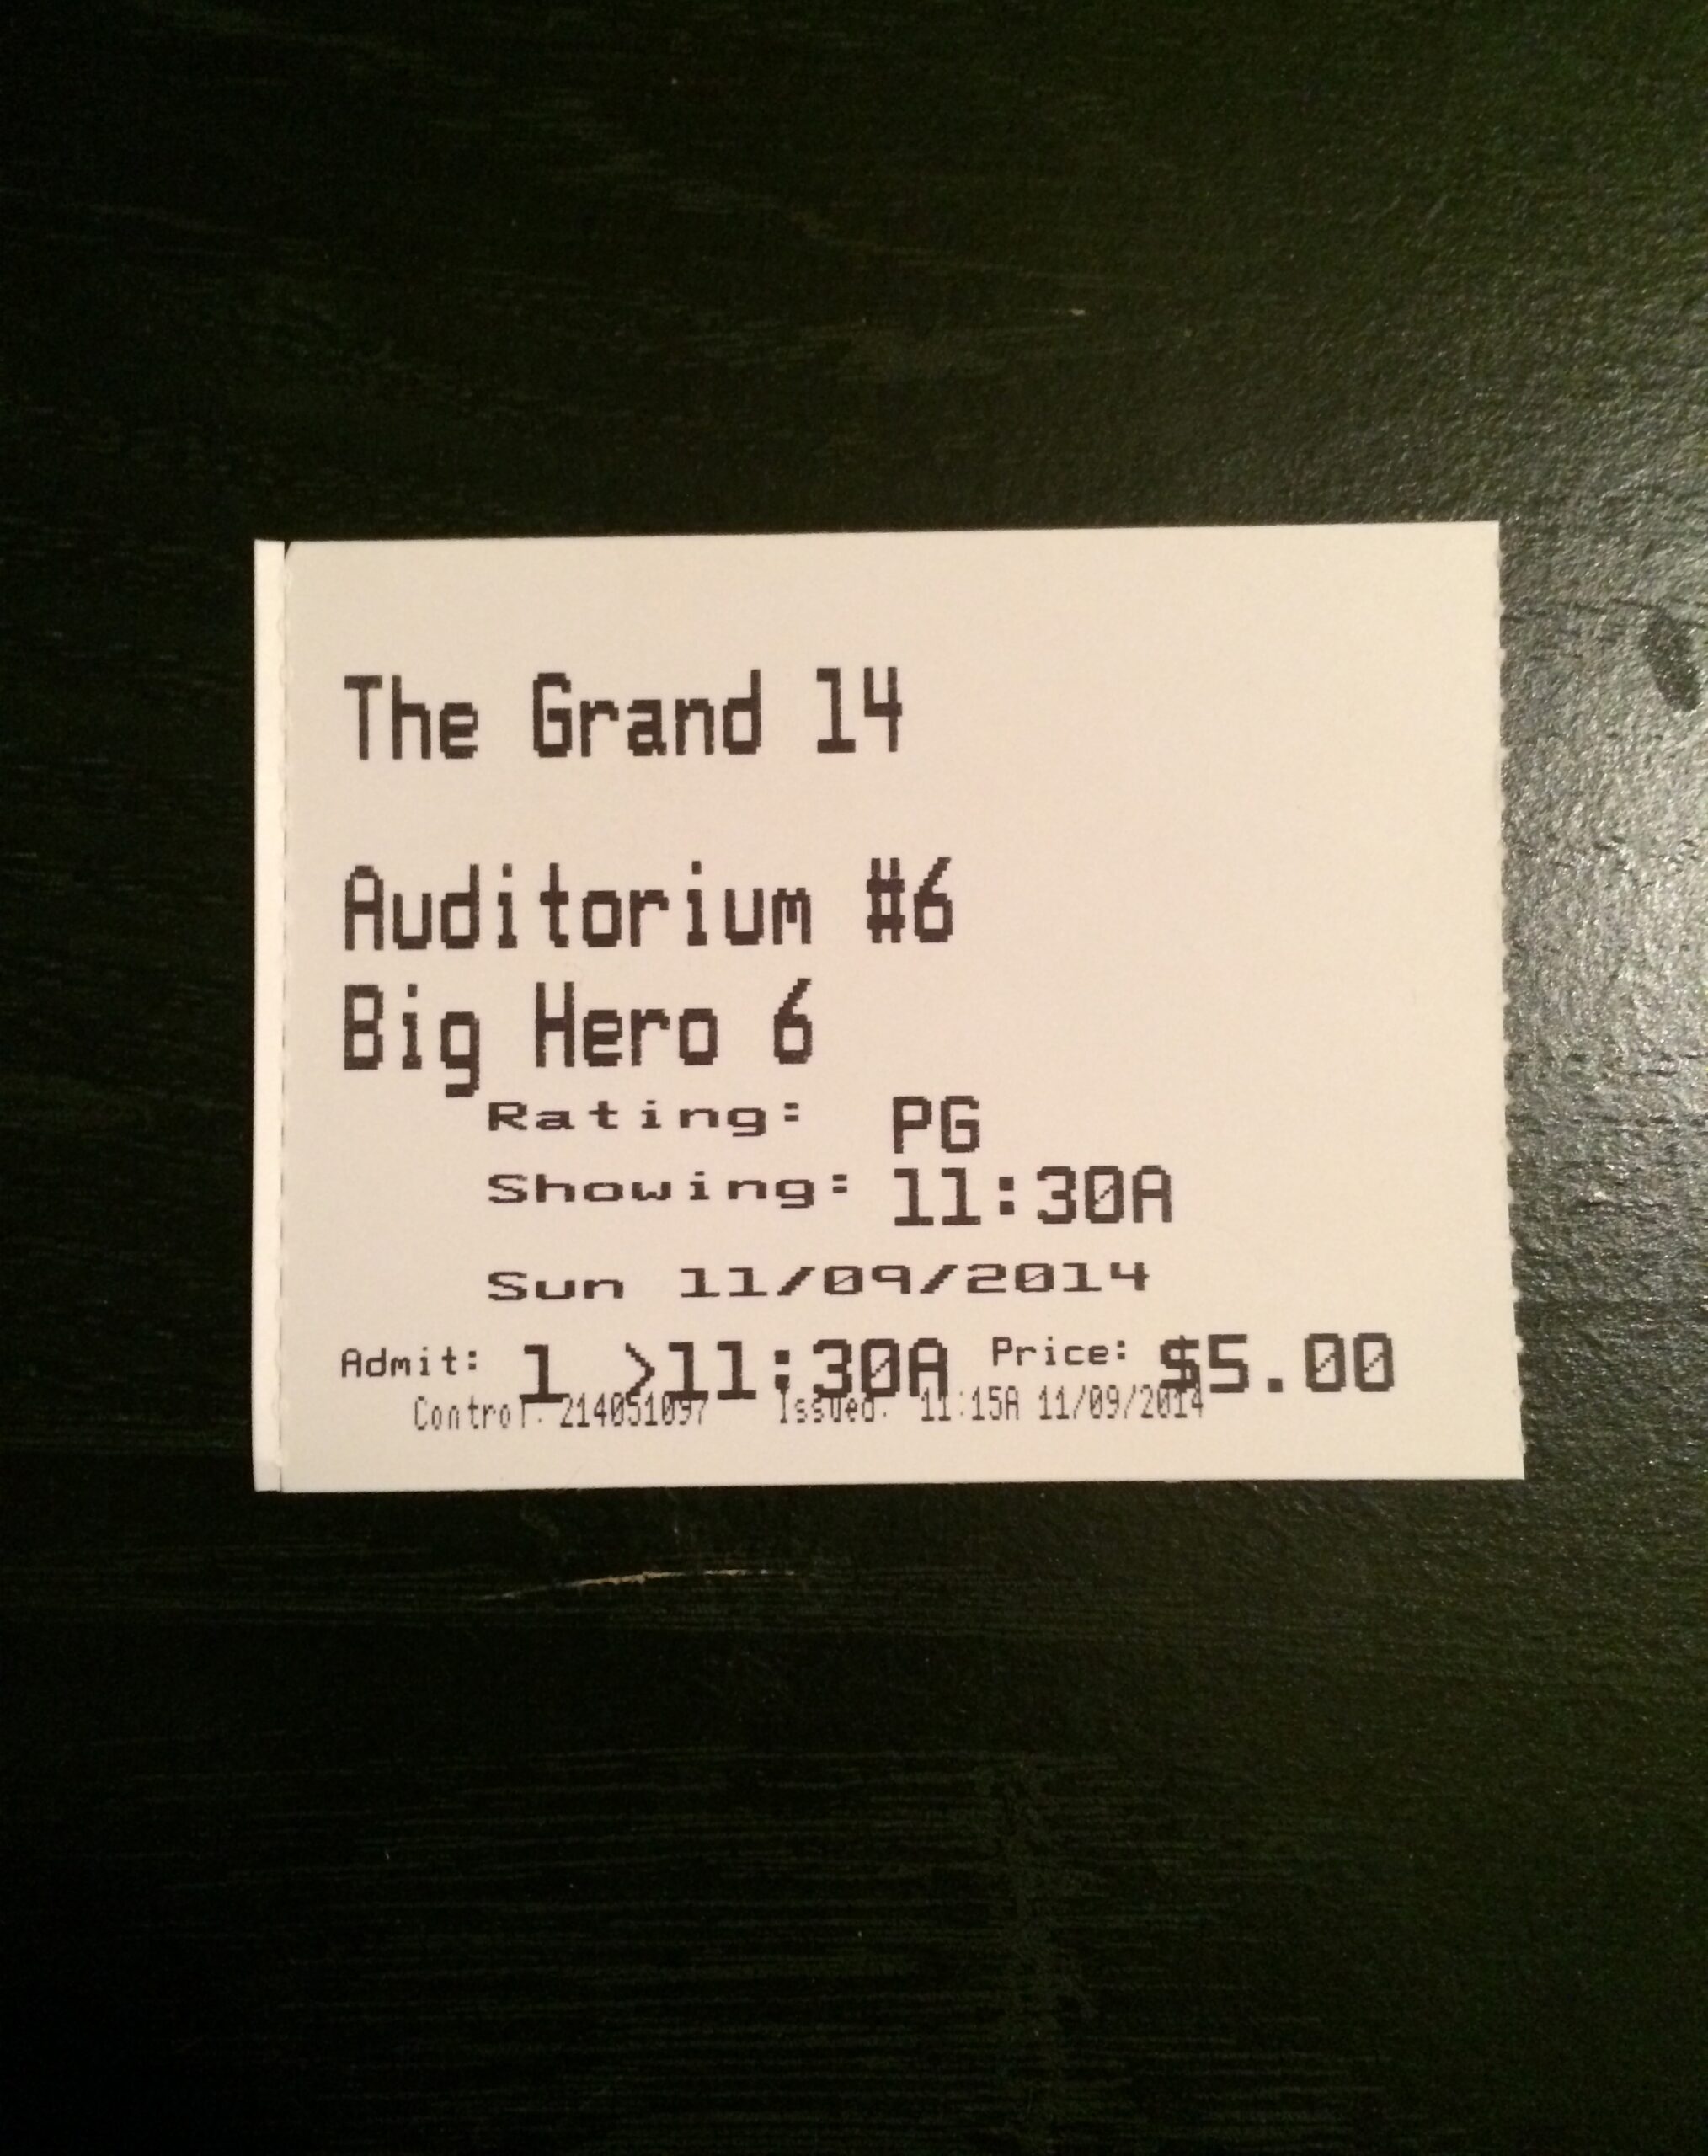 The Grand 14
Auditorium #6
Big Hero 6
Rating: PG
Showing: 11:30A
Sun 11/09/2014
Admit: 1 >11:30A Price: $5.00
Control: 214051097 Issued: 11:15A 11/09/2014